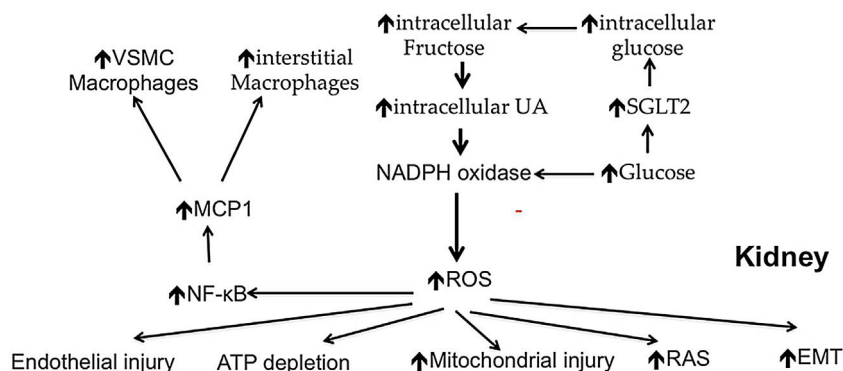 ↑intracellular
Fructose
↑intracellular
glucose
↑VSMC
Macrophages
↑interstitial
Macrophages
↑intracellular UA
↑SGLT2
NADPH oxidase
↑Glucose
↑MCP1
Kidney
↑ROS
↑NF-κB
Endothelial injury
ATP depletion
↑Mitochondrial injury
↑RAS
↑EMT